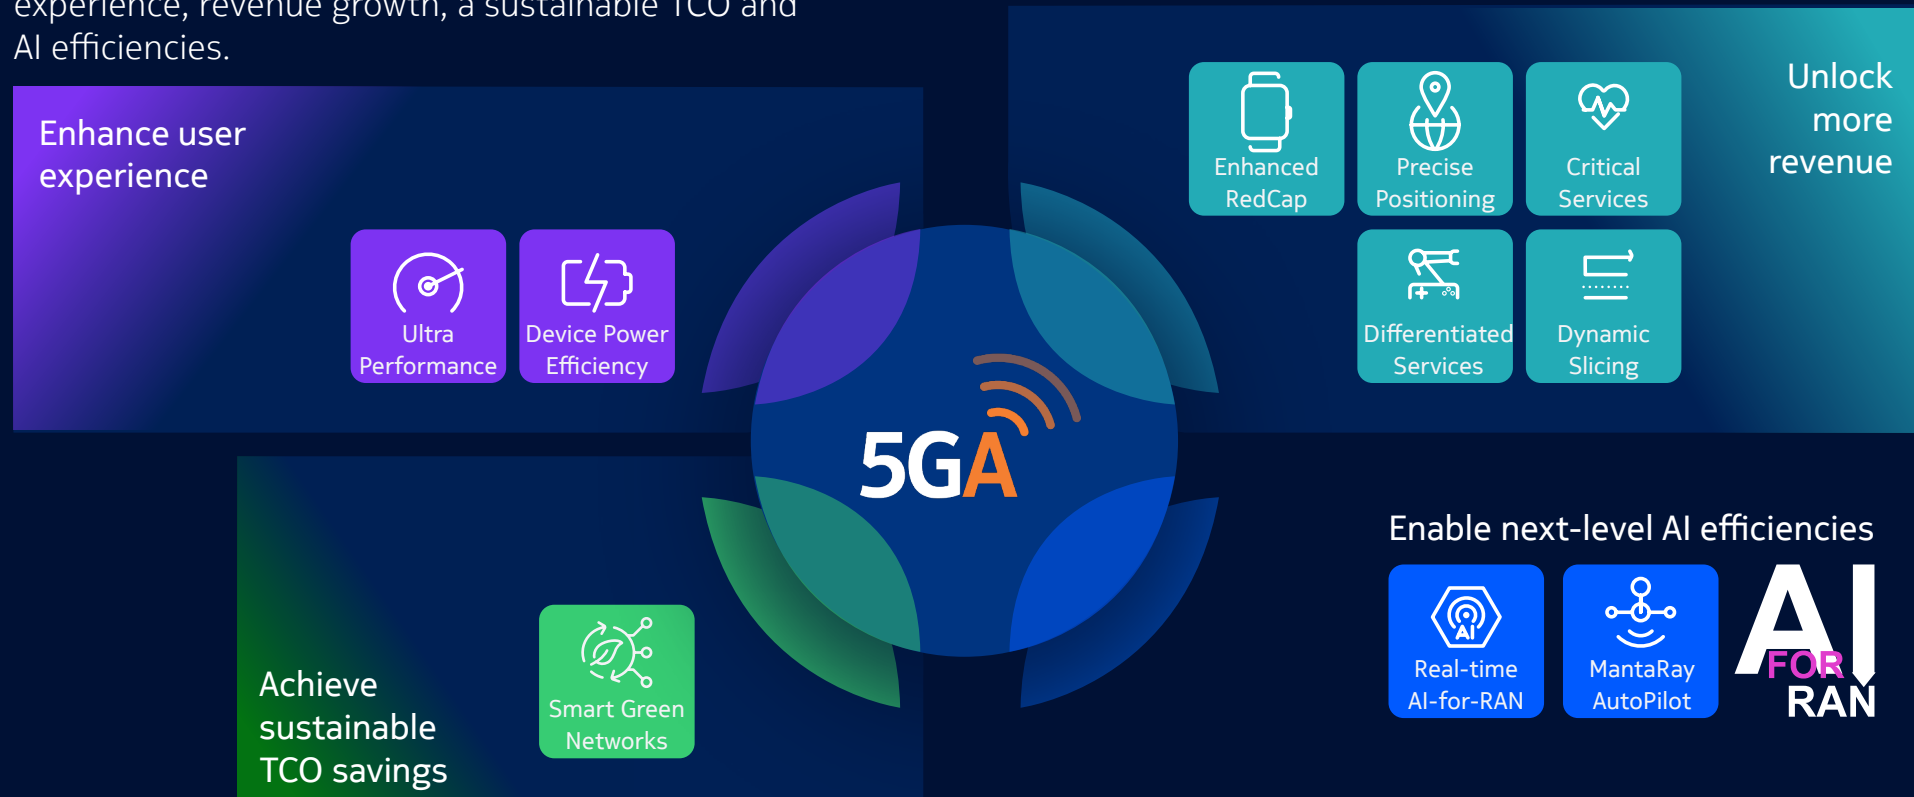 experience, revenue growth, a sustainable TCO and
AI efficiencies.
Enhance user
experience
Ultra
Performance
Device Power
Efficiency
Unlock
more
revenue
Enhanced
RedCap
Precise
Positioning
Critical
Services
Differentiated
Services
Dynamic
Slicing
5GA
Achieve
sustainable
TCO savings
Smart Green
Networks
Enable next-level AI efficiencies
AI
Real-time
AI-for-RAN
MantaRay
AutoPilot
AI
FOR
RAN